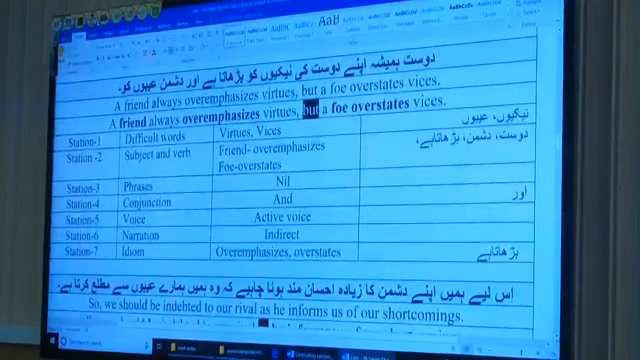 دوست ہمیشہ اپنے دوست کی نیکیوں کو بڑھاتا ہے اور دشمن عیبوں کو۔
A friend always overemphasizes virtues, but a foe overstates vices.
A friend always overemphasizes virtues, but a foe overstates vices.
Station-1 Difficult words Virtues, Vices نیکیوں، عیبوں
Station -2 Subject and verb Friend- overemphasizes دوست، دشمن، بڑھاتاہے،
Foe-overstates
Station-3 Phrases Nil
Station-4 Conjunction And اور
Station-5 Voice Active voice
Station-6 Narration Indirect
Station-7 Idiom Overemphasizes, overstates بڑھاتاہے
اس لیے ہمیں اپنے دشمن کا زیادہ احسان مند ہونا چاہیے کہ وہ ہمیں ہمارے عیبوں سے مطلع کرتا ہے۔
So, we should be indebted to our rival as he informs us of our shortcomings.